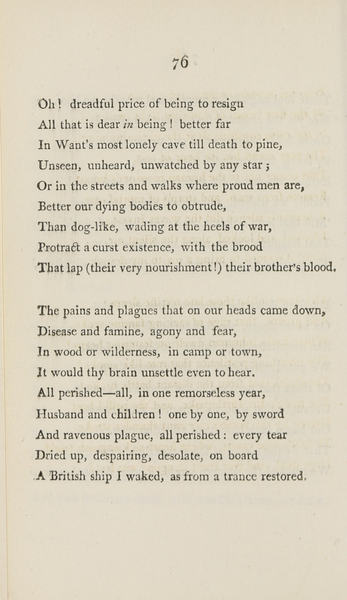 76
Oh! dreadful price of being to resign
All that is dear in being! better far
In Want's most lonely cave till death to pine,
Unseen, unheard, unwatched by any star;
Or in the streets and walks where proud men are,
Better our dying bodies to obtrude,
Than dog-like, wading at the heels of war,
Protract a curst existence, with the brood
That lap (their very nourishment!) their brother's blood.
The pains and plagues that on our heads came down,
Disease and famine, agony and fear,
In wood or wilderness, in camp or town,
It would thy brain unsettle even to hear.
All perished—all, in one remorseless year,
Husband and children! one by one, by sword
And ravenous plague, all perished: every tear
Dried up, despairing, desolate, on board
A British ship I waked, as from a trance restored.